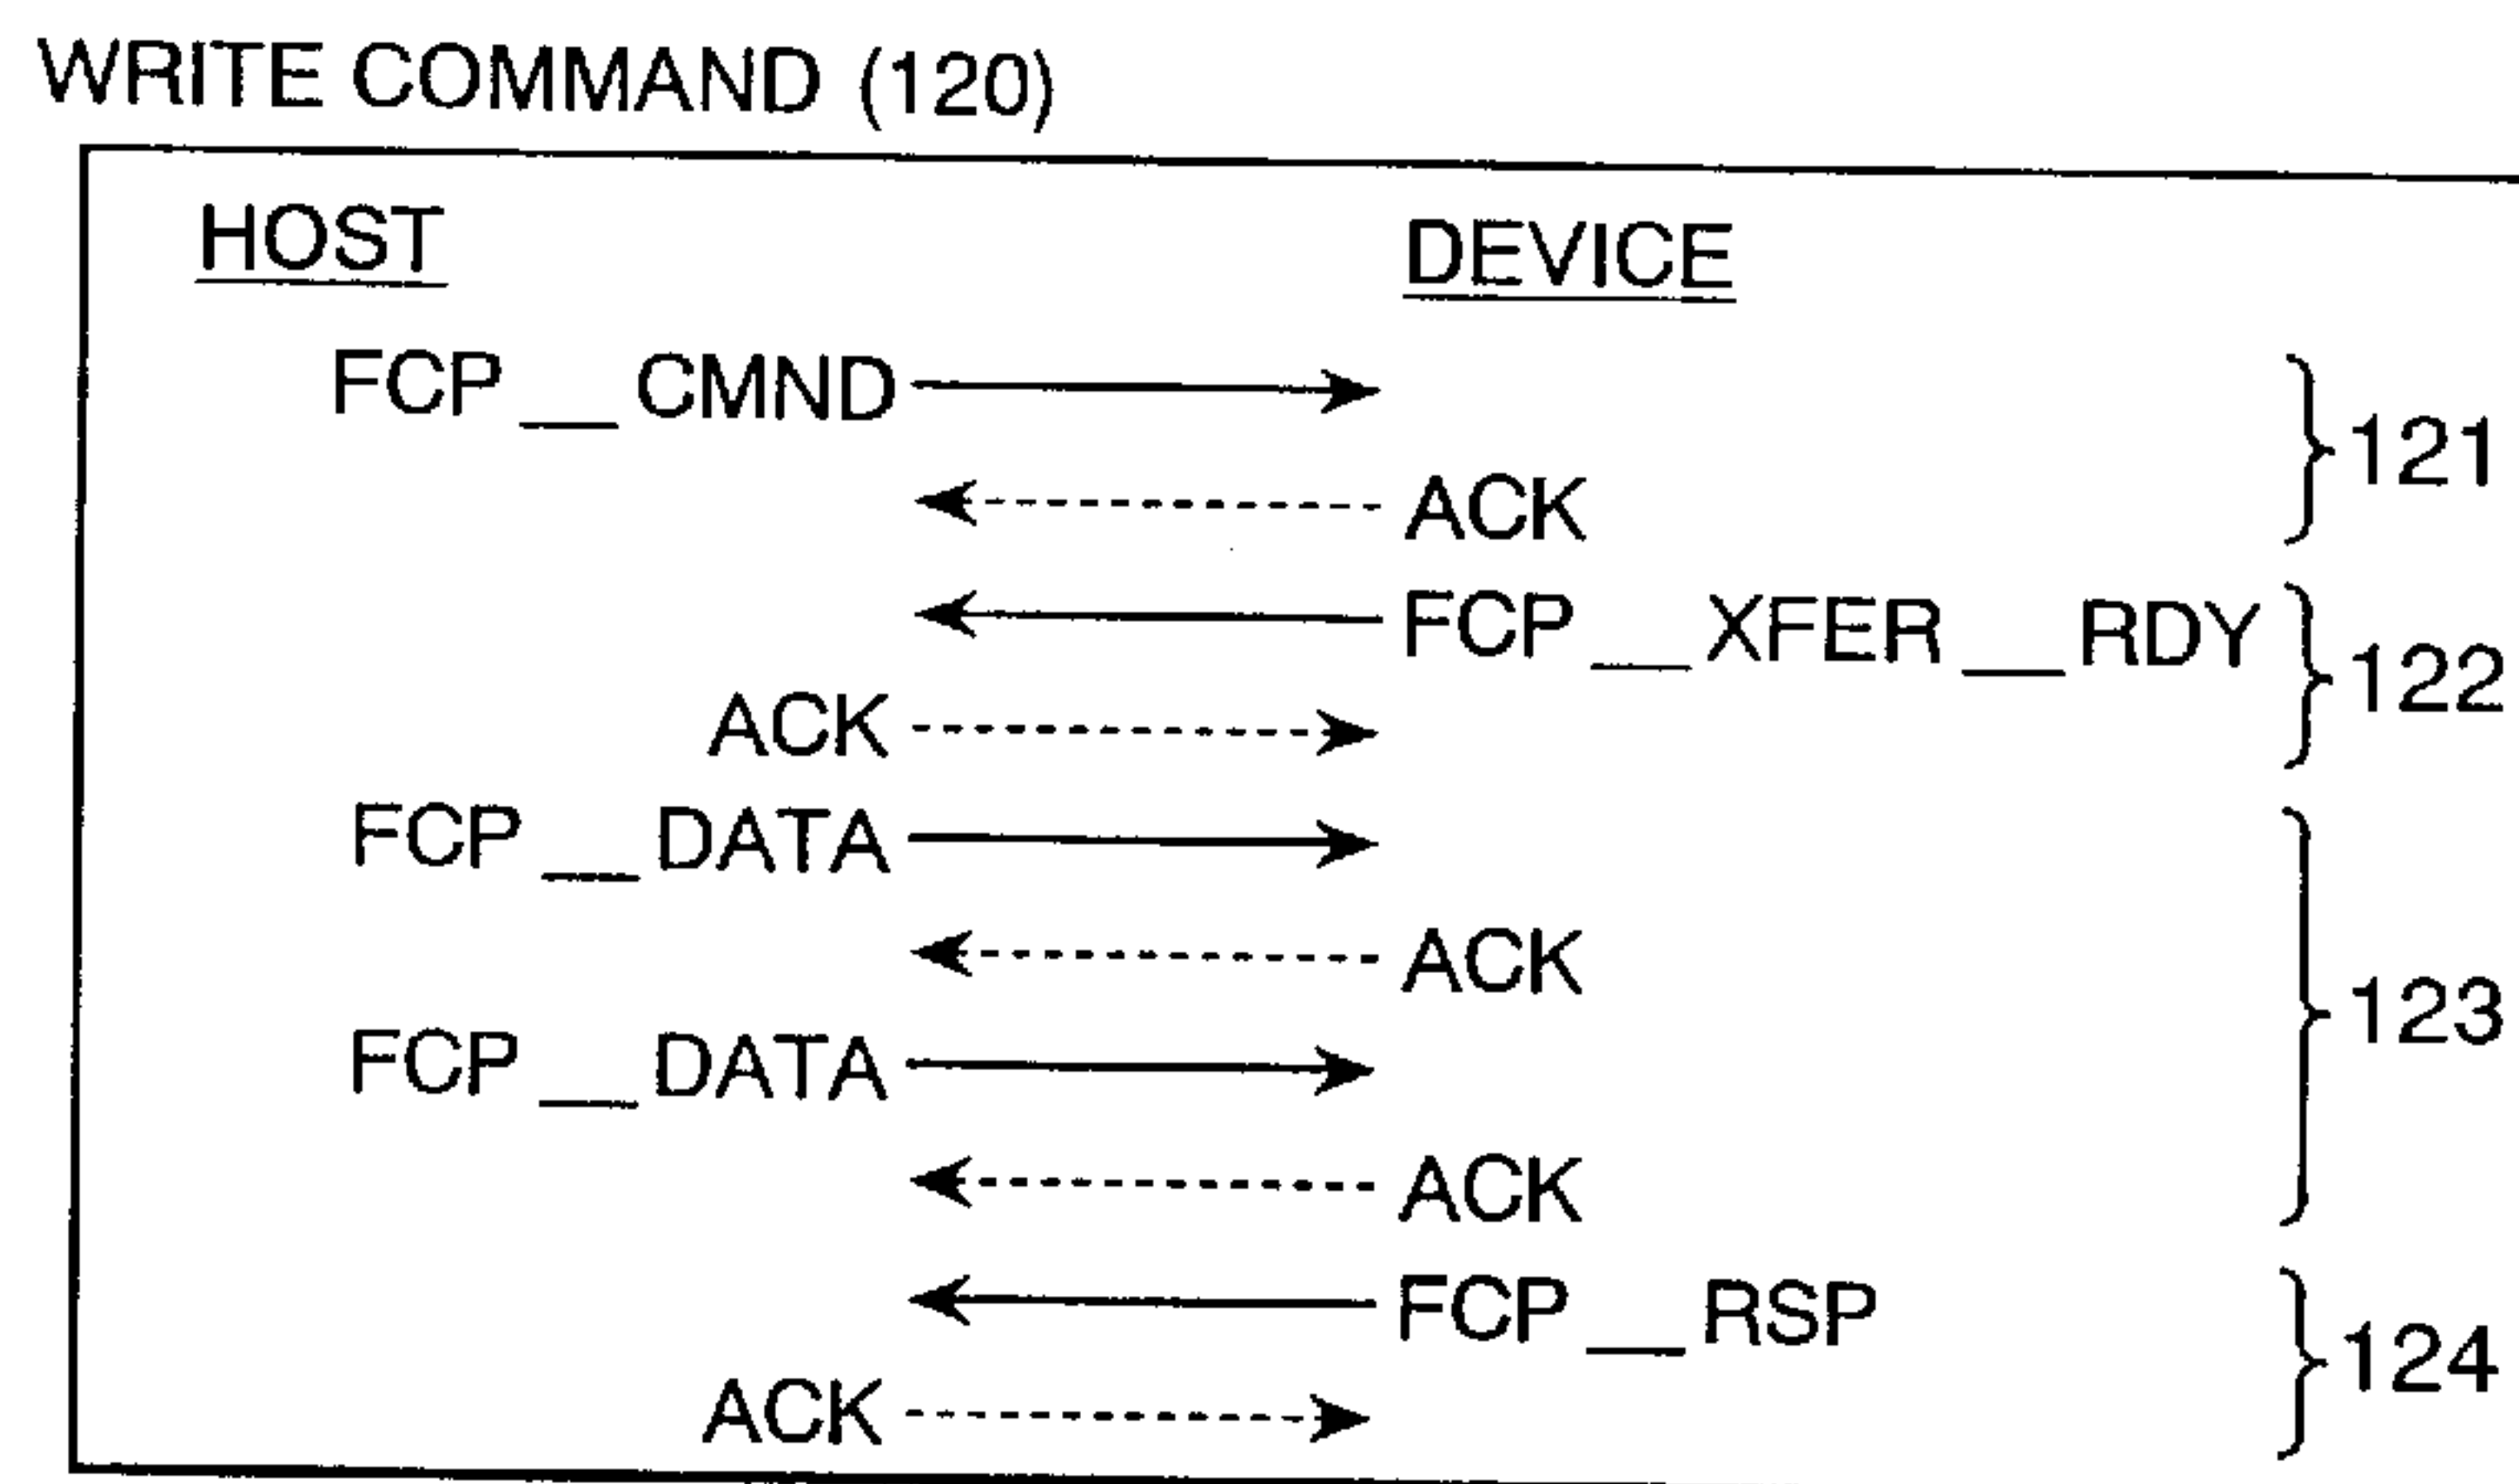 WRITE COMMAND (120)
HOST DEVICE
FCP__CMND
121
ACK
FCP__XFER__RDY
122
ACK
FCP__DATA
ACK
123
FCP__DATA
ACK
FCP__RSP
124
ACK